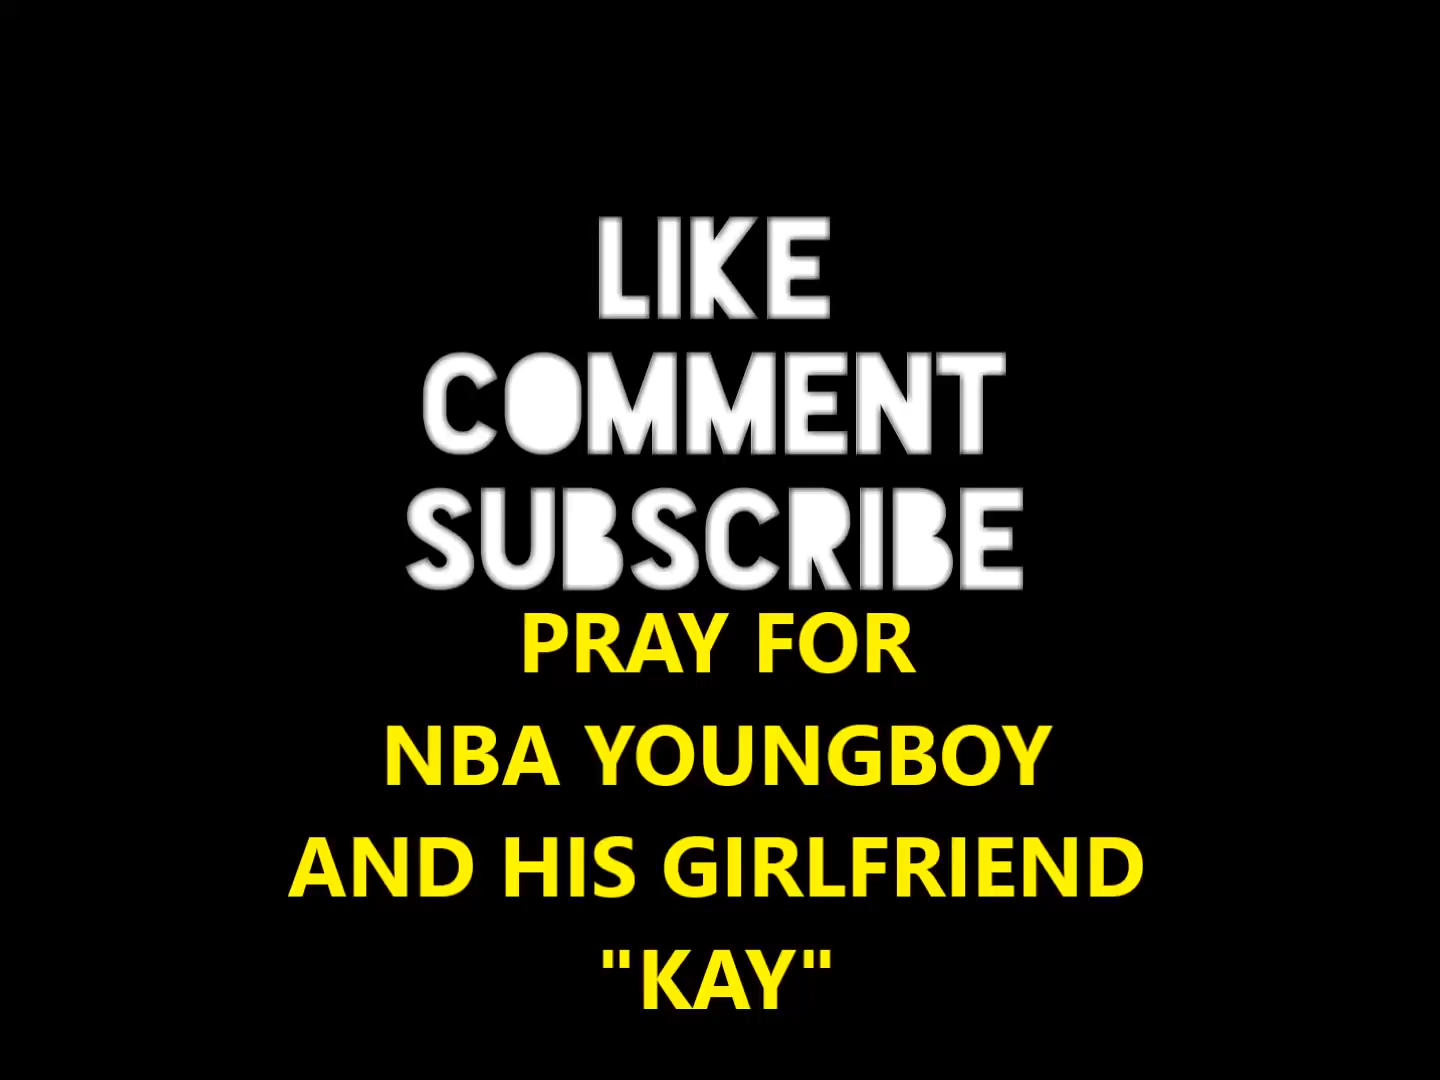 LIKE
COMMENT
SUBSCRIBE
PRAY FOR
NBA YOUNGBOY
AND HIS GIRLFRIEND
"KAY"